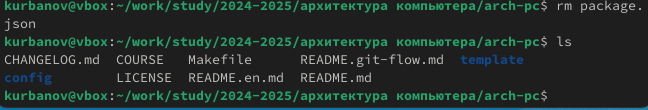 kurbanov@vbox:~/work/study/2024-2025/архитектура компьютера/arch-pc$ rm package.
json
kurbanov@vbox:~/work/study/2024-2025/архитектура компьютера/arch-pc$ ls
CHANGELOG.md  COURSE   Makefile      README.git-flow.md  template
config        LICENSE  README.en.md  README.md
kurbanov@vbox:~/work/study/2024-2025/архитектура компьютера/arch-pc$